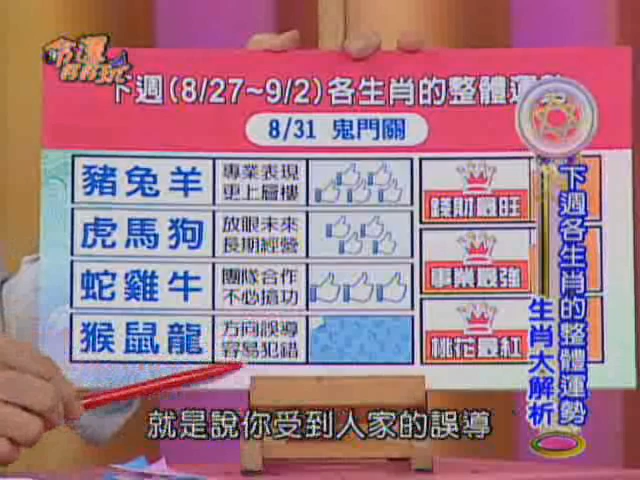 命運好好玩
下週(8/27~9/2)各生肖的整體運勢
8/31 鬼門關
豬兔羊
專業表現
更上層樓
錢財最旺
虎馬狗
放眼未來
長期經營
事業最強
蛇雞牛
團隊合作
不必搶功
桃花最紅
猴鼠龍
方向誤導
容易犯錯
下週各生肖的整體運勢
生肖大解析
就是說你受到人家的誤導